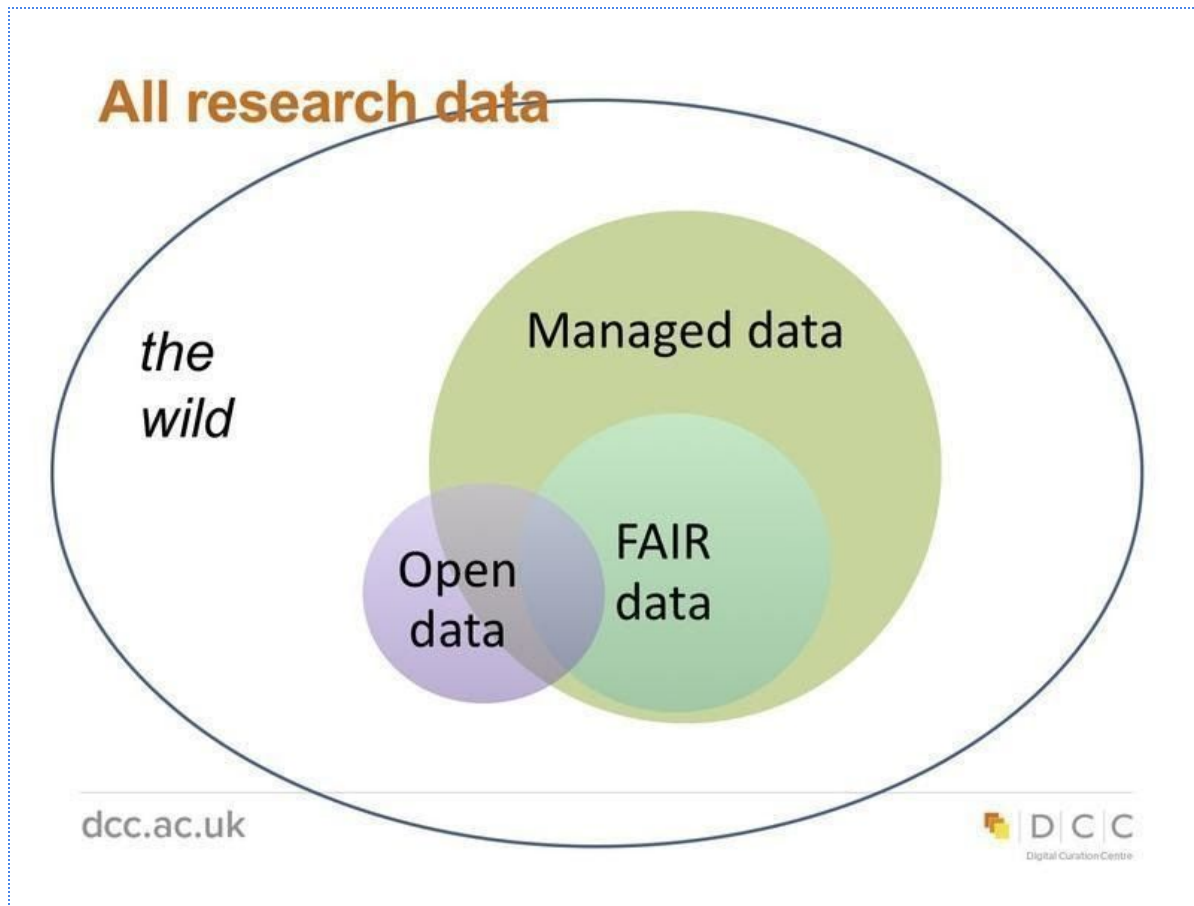 All research data
the
wild
Managed data
FAIR
data
Open
data
dcc.ac.uk
D|C|C
Digital Curation Centre